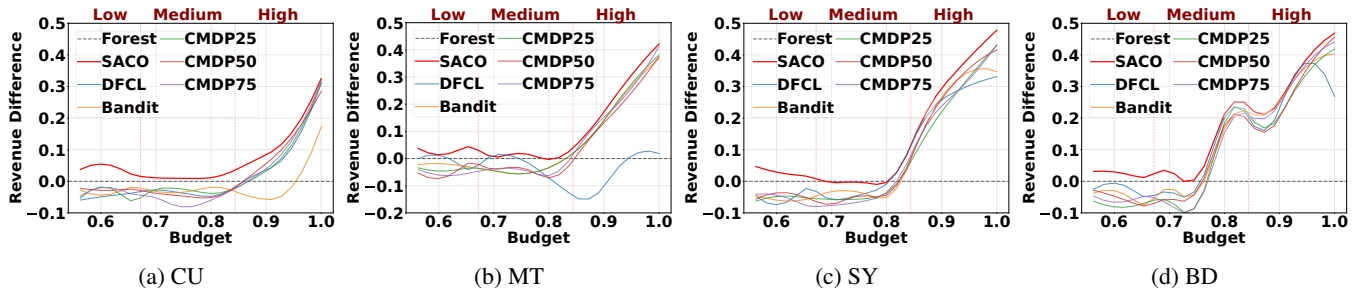 Low Medium High
Revenue Difference
0.5
0.4
0.3
0.2
0.1
0.0
−0.1
Forest
SACO
DFCL
Bandit
CMDP25
CMDP50
CMDP75
0.6 0.7 0.8 0.9 1.0
Budget
(a) CU
Low Medium High
Revenue Difference
0.5
0.4
0.3
0.2
0.1
0.0
−0.1
−0.2
Forest
SACO
DFCL
Bandit
CMDP25
CMDP50
CMDP75
0.6 0.7 0.8 0.9 1.0
Budget
(b) MT
Low Medium High
Revenue Difference
0.5
0.4
0.3
0.2
0.1
0.0
−0.1
Forest
SACO
DFCL
Bandit
CMDP25
CMDP50
CMDP75
0.6 0.7 0.8 0.9 1.0
Budget
(c) SY
Low Medium High
Revenue Difference
0.5
0.4
0.3
0.2
0.1
0.0
−0.1
Forest
SACO
DFCL
Bandit
CMDP25
CMDP50
CMDP75
0.6 0.7 0.8 0.9 1.0
Budget
(d) BD